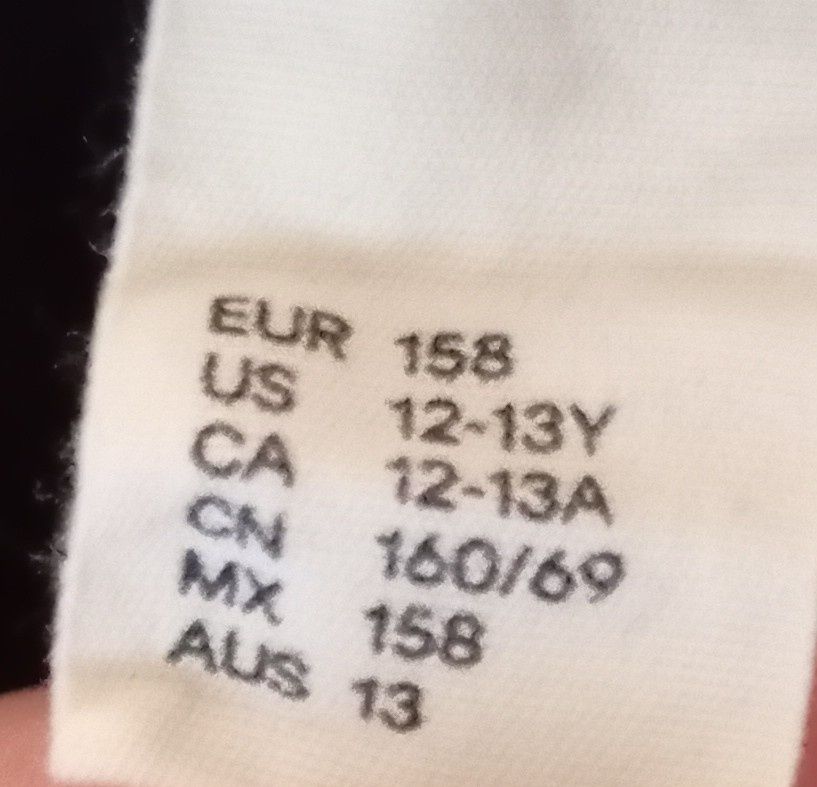 EUR 158
US 12-13Y
CA 12-13A
CN 160/69
MX 158
AUS 13